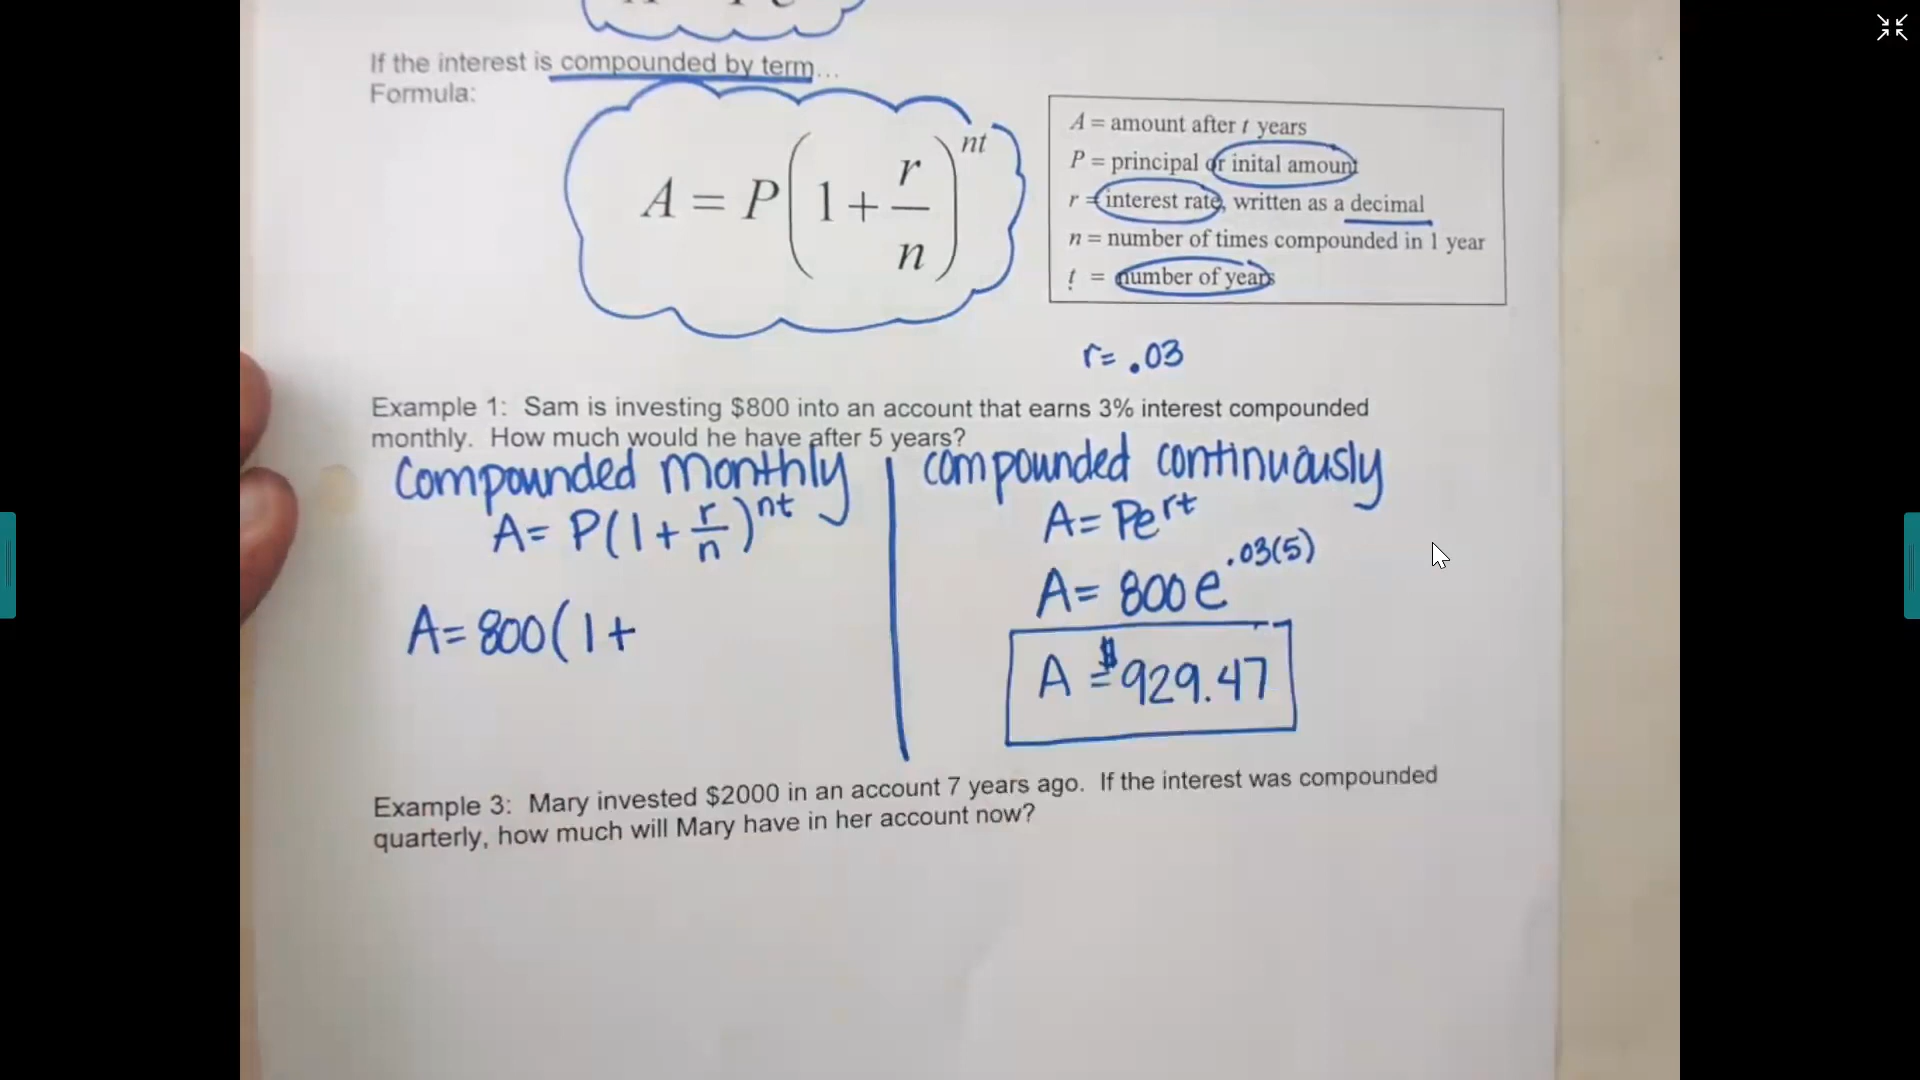 If the interest is compounded by term...
Formula:
A = P(1 + r/n)^nt
A = amount after t years
P = principal or inital amount
r = interest rate, written as a decimal
n = number of times compounded in 1 year
t = number of years
r= .03
Example 1: Sam is investing $800 into an account that earns 3% interest compounded
monthly. How much would he have after 5 years?
Compounded monthly
A= P(1+ r/n)^nt
A= 800(1+
compounded continuously
A= Pe^rt
A= 800e^.03(5)
A = $929.47
Example 3: Mary invested $2000 in an account 7 years ago. If the interest was compounded
quarterly, how much will Mary have in her account now?